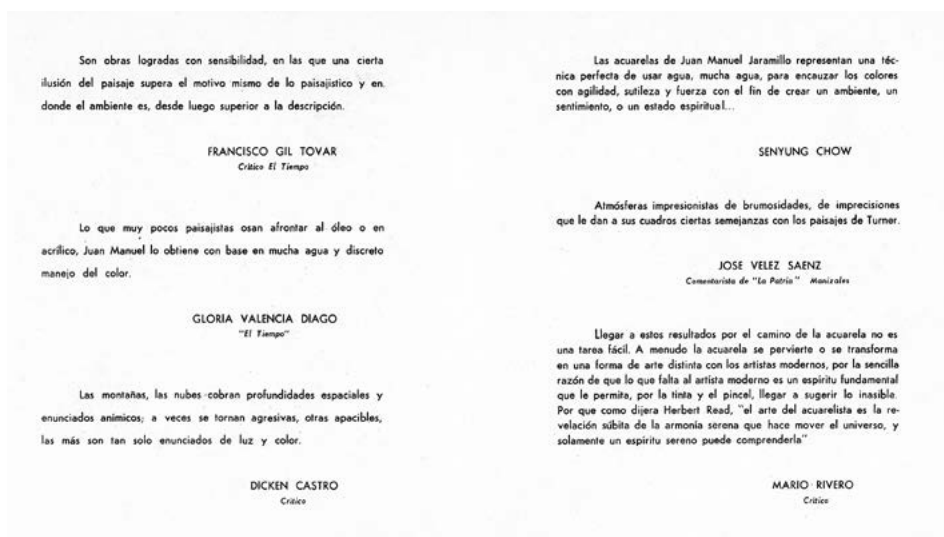 Son obras logradas con sensibilidad, en las que una cierta
ilusión del paisaje supera el motivo mismo de lo paisajístico y en
donde el ambiente es, desde luego superior a la descripción.
FRANCISCO GIL TOVAR
Crítico El Tiempo
Lo que muy pocos paisajistas osan afrontar al óleo o en
acrílico, Juan Manuel lo obtiene con base en mucha agua y discreto
manejo del color.
GLORIA VALENCIA DIAGO
"El Tiempo"
Las montañas, las nubes cobran profundidades espaciales y
enunciados anímicos; a veces se tornan agresivas, otras apacibles,
las más son tan solo enunciados de luz y color.
DICKEN CASTRO
Crítico
Las acuarelas de Juan Manuel Jaramillo representan una téc-
nica perfecta de usar agua, mucha agua, para encauzar los colores
con agilidad, sutileza y fuerza con el fin de crear un ambiente, un
sentimiento, o un estado espiritual...
SENYUNG CHOW
Atmósferas impresionistas de brumosidades, de imprecisiones
que le dan a sus cuadros ciertas semejanzas con los paisajes de Turner.
JOSE VELEZ SAENZ
Comentarista de "La Patria" Manizales
Llegar a estos resultados por el camino de la acuarela no es
una tarea fácil. A menudo la acuarela se pervierte o se transforma
en una forma de arte distinta con los artistas modernos, por la sencilla
razón de que lo que falta al artista moderno es un espíritu fundamental
que le permita, por la tinta y el pincel, llegar a sugerir lo inasible.
Por que como dijera Herbert Read, "el arte del acuarelista es la re-
velación súbita de la armonía serena que hace mover el universo, y
solamente un espíritu sereno puede comprenderla"
MARIO RIVERO
Crítico